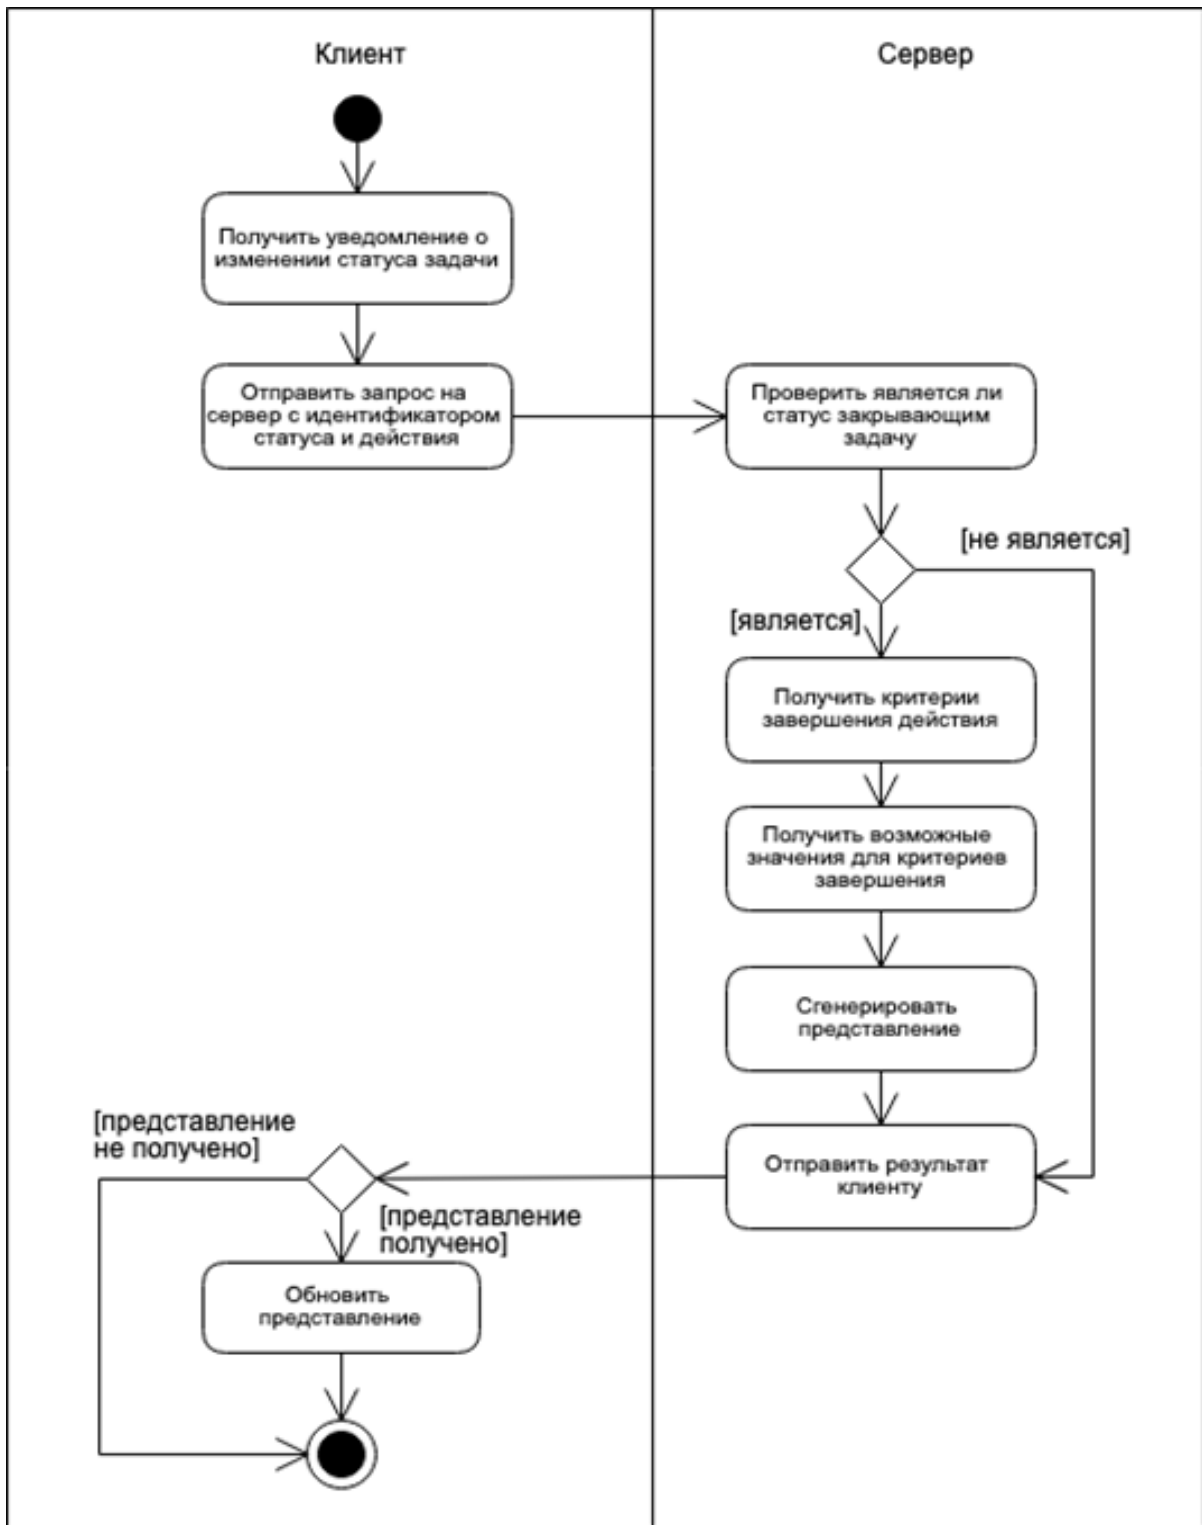 Клиент
Сервер
Получить уведомление о
изменении статуса задачи
Отправить запрос на
сервер с идентификатором
статуса и действия
Проверить является ли
статус закрывающим
задачу
[не является]
[является]
Получить критерии
завершения действия
Получить возможные
значения для критериев
завершения
Сгенерировать
представление
Отправить результат
клиенту
[представление
не получено]
[представление
получено]
Обновить
представление